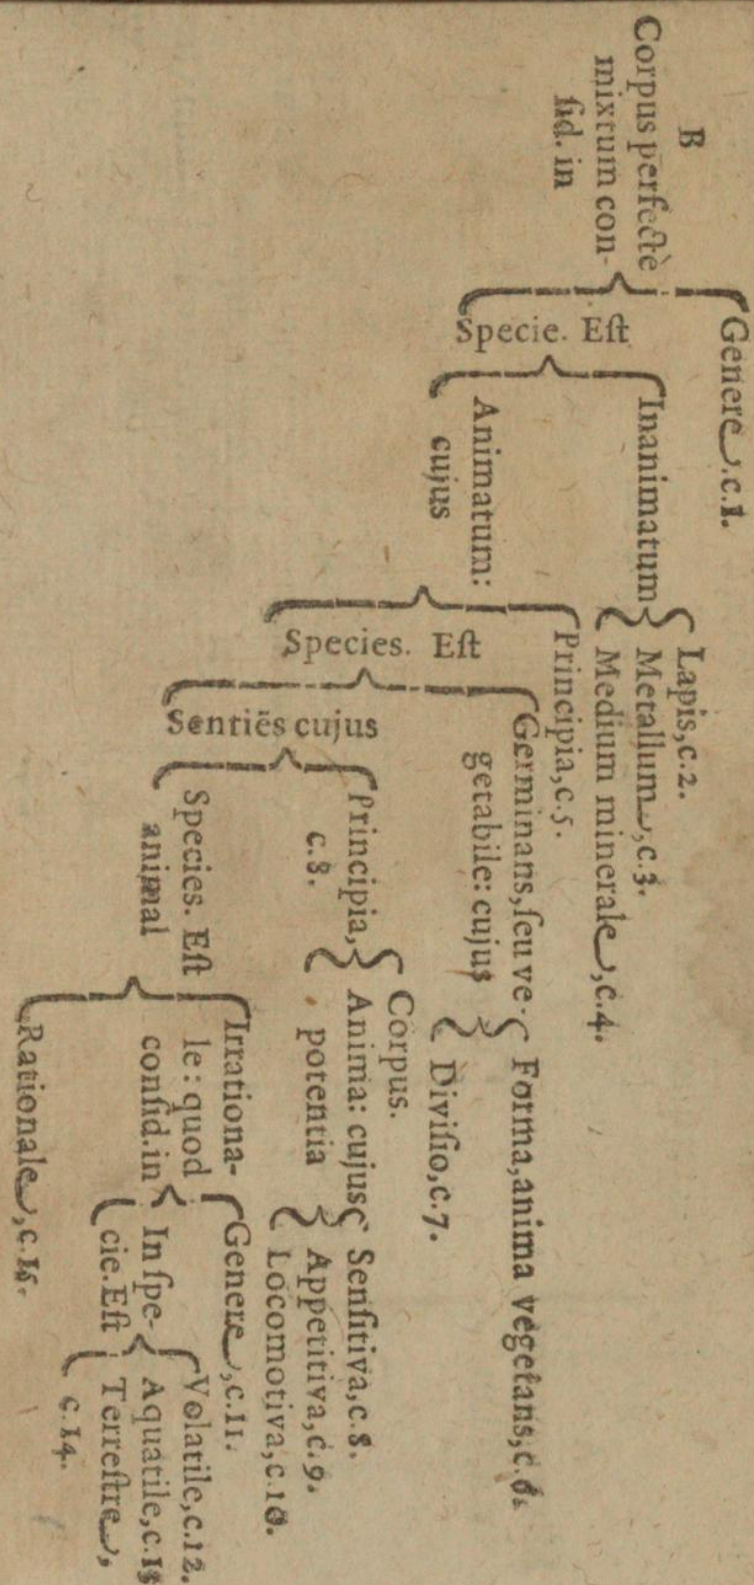 B
Corpus perfectè
mixtum con-
ſid. in
Genere, c.1.
Specie. Eſt
Inanimatum
Lapis, c.2.
Metallum, c.3.
Medium minerale, c.4.
Animatum:
cujus
Principia, c.5.
Species. Eſt
Germinans, ſeu ve-
getabile: cujus
Forma, anima vegetans, c.6.
Diviſio, c.7.
Sentiẽs cujus
Principia,
c.8.
Corpus.
Anima: cujus
potentia
Senſitiva, c.8.
Appetitiva, c.9.
Locomotiva, c.10.
Species. Eſt
animal
Irrationa-
le: quod
conſid. in
Genere, c.11.
In ſpe-
cie. Eſt
Volatile, c.12.
Aquatile, c.13
Terreſtre,
c.14.
Rationale, c.15.